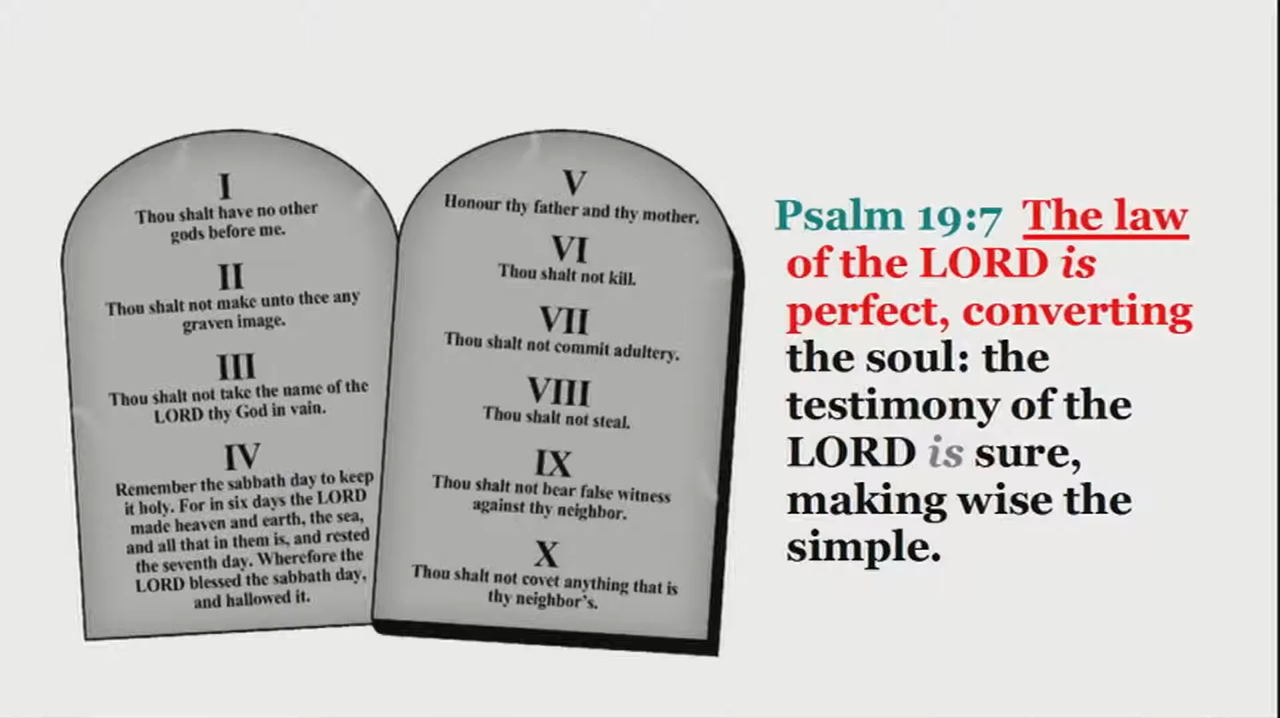 I
Thou shalt have no other
gods before me.
II
Thou shalt not make unto thee any
graven image.
III
Thou shalt not take the name of the
LORD thy God in vain.
IV
Remember the sabbath day to keep
it holy. For in six days the LORD
made heaven and earth, the sea,
and all that in them is, and rested
the seventh day. Wherefore the
LORD blessed the sabbath day,
and hallowed it.
V
Honour thy father and thy mother.
VI
Thou shalt not kill.
VII
Thou shalt not commit adultery.
VIII
Thou shalt not steal.
IX
Thou shalt not bear false witness
against thy neighbor.
X
Thou shalt not covet anything that is
thy neighbor's.
Psalm 19:7 The law
of the LORD is
perfect, converting
the soul: the
testimony of the
LORD is sure,
making wise the
simple.